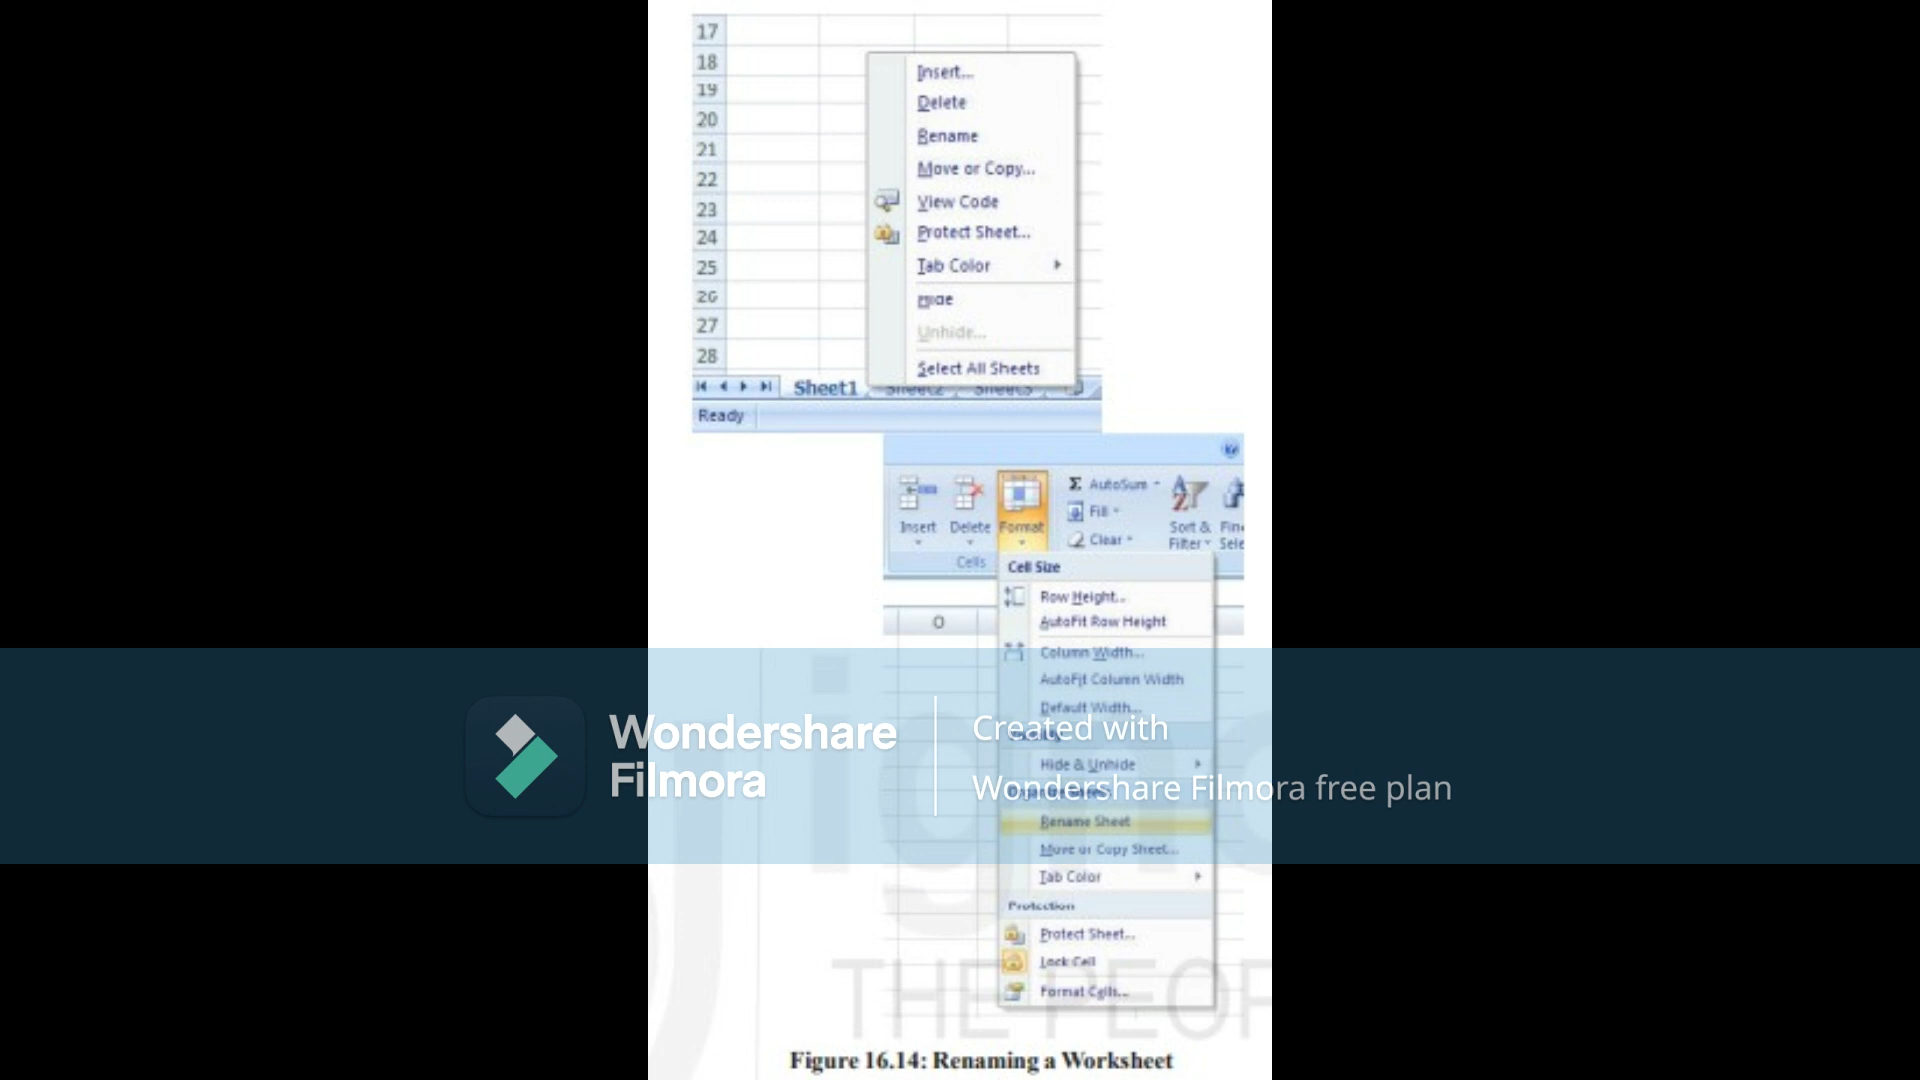 17
18
19
20
21
22
23
24
25
26
27
28
Insert...
Delete
Rename
Move or Copy...
View Code
Protect Sheet...
Tab Color
Hide
Unhide...
Select All Sheets
Sheet1 Sheet2 Sheet3
Ready
Insert Delete Format
Cells
Σ AutoSum
Fill
Clear
Sort &
Filter
Cell Size
Row Height...
AutoFit Row Height
O
Column Width...
AutoFit Column Width
Default Width...
Hide & Unhide
Rename Sheet
Move or Copy Sheet...
Tab Color
Protection
Protect Sheet...
Lock Cell
Format Cells...
Wondershare
Filmora
Created with
Wondershare Filmora free plan
THE PEOP
Figure 16.14: Renaming a Worksheet